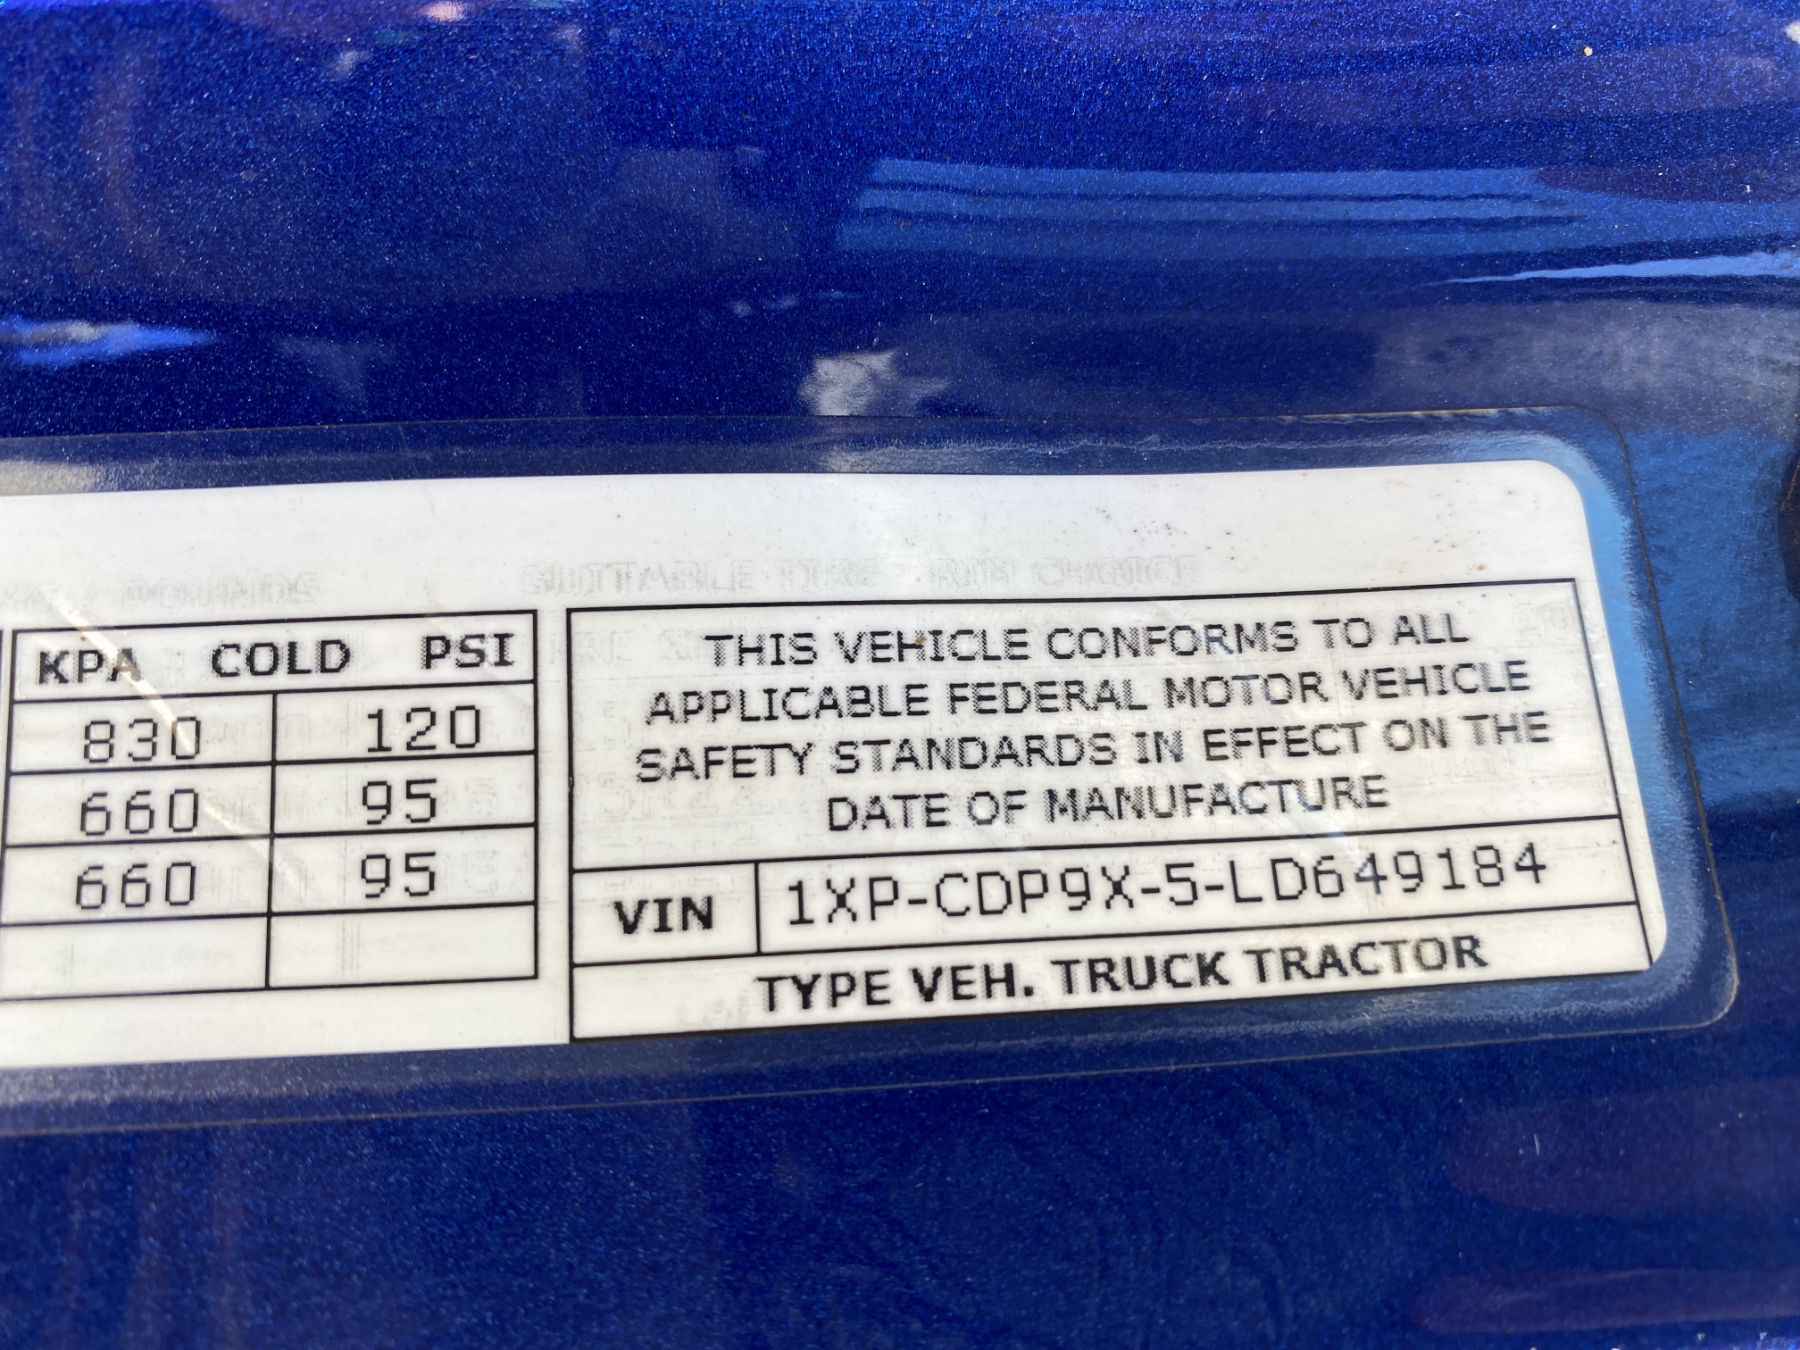 KPA COLD PSI
830 120
660 95
660 95
THIS VEHICLE CONFORMS TO ALL
APPLICABLE FEDERAL MOTOR VEHICLE
SAFETY STANDARDS IN EFFECT ON THE
DATE OF MANUFACTURE
VIN 1XP-CDP9X-5-LD649184
TYPE VEH. TRUCK TRACTOR